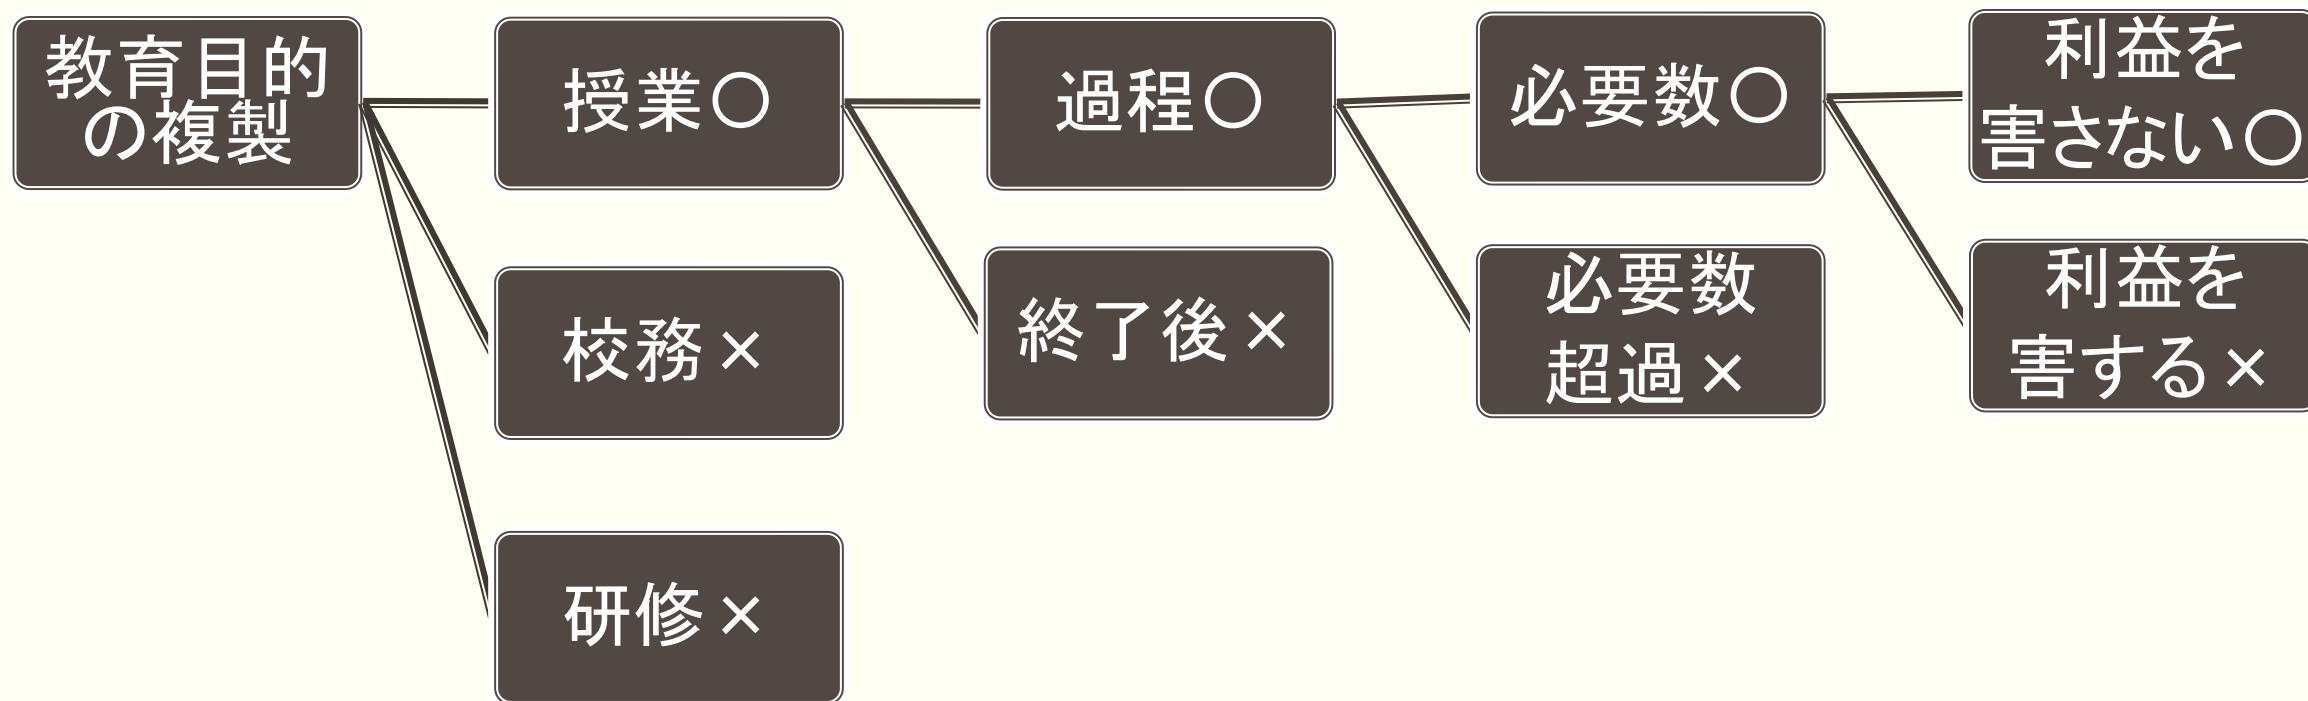 教育目的
の複製
授業○
過程○
必要数○
利益を
害さない○
校務×
終了後×
必要数
超過×
利益を
害する×
研修×